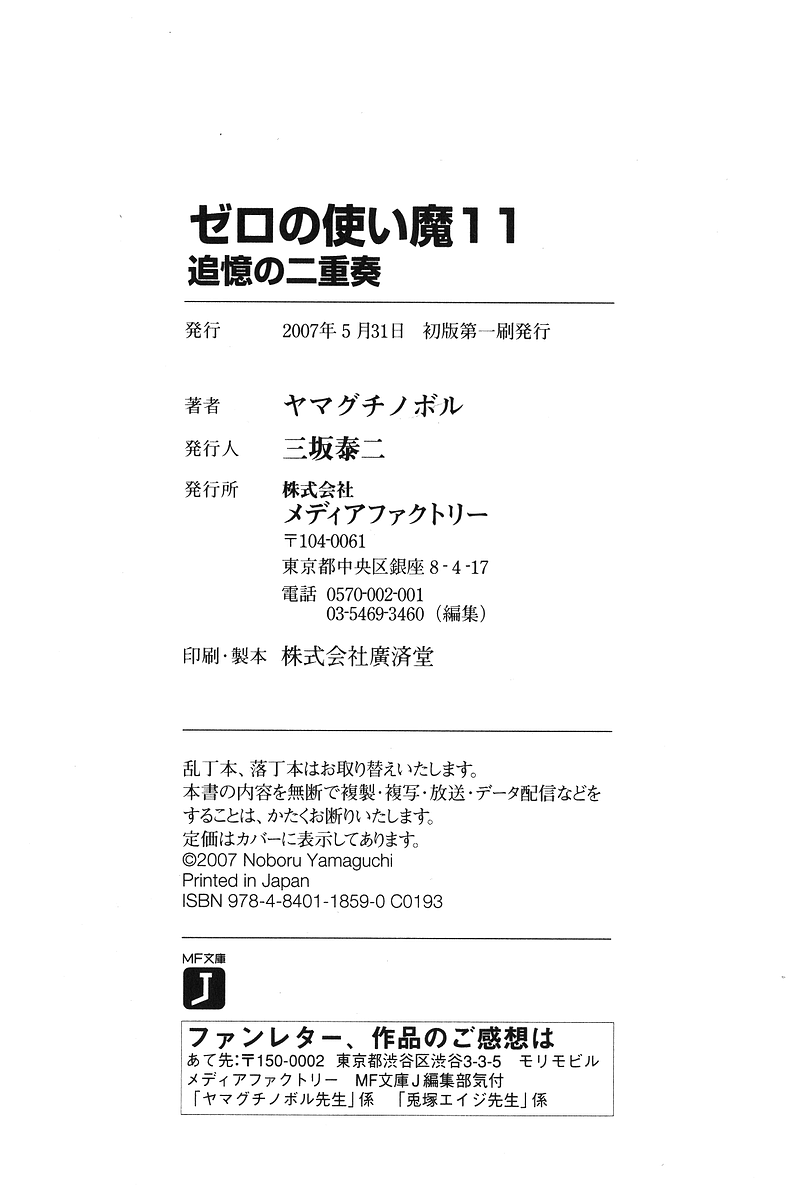 ゼロの使い魔11
追憶の二重奏
発行 2007年5月31日 初版第一刷発行
著者 ヤマグチノボル
発行人 三坂泰二
発行所 株式会社
メディアファクトリー
〒104-0061
東京都中央区銀座8-4-17
電話 0570-002-001
03-5469-3460（編集）
印刷・製本 株式会社廣済堂
乱丁本、落丁本はお取り替えいたします。
本書の内容を無断で複製・複写・放送・データ配信などを
することは、かたくお断りいたします。
定価はカバーに表示してあります。
©2007 Noboru Yamaguchi
Printed in Japan
ISBN 978-4-8401-1859-0 C0193
MF文庫
J
ファンレター、作品のご感想は
あて先：〒150-0002 東京都渋谷区渋谷3-3-5 モリモビル
メディアファクトリー MF文庫J編集部気付
「ヤマグチノボル先生」係 「兎塚エイジ先生」係